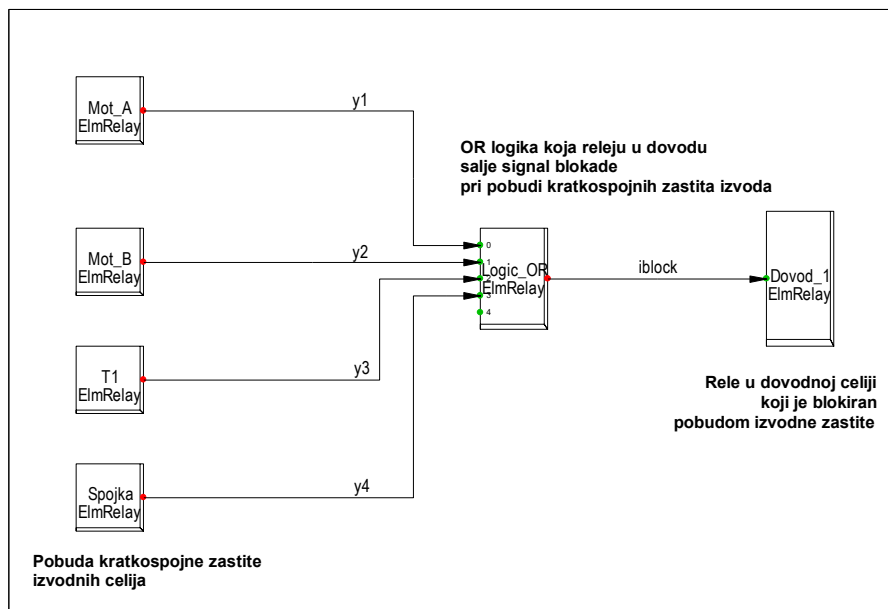 Mot_A
ElmRelay
y1
OR logika koja releju u dovodu
salje signal blokade
pri pobudi kratkospojnih zastita izvoda
Mot_B
ElmRelay
y2
0
1
2
3
4
Logic_OR
ElmRelay
iblock
Dovod_1
ElmRelay
T1
ElmRelay
y3
Rele u dovodnoj celiji
koji je blokiran
pobudom izvodne zastite
Spojka
ElmRelay
y4
Pobuda kratkospojne zastite
izvodnih celija